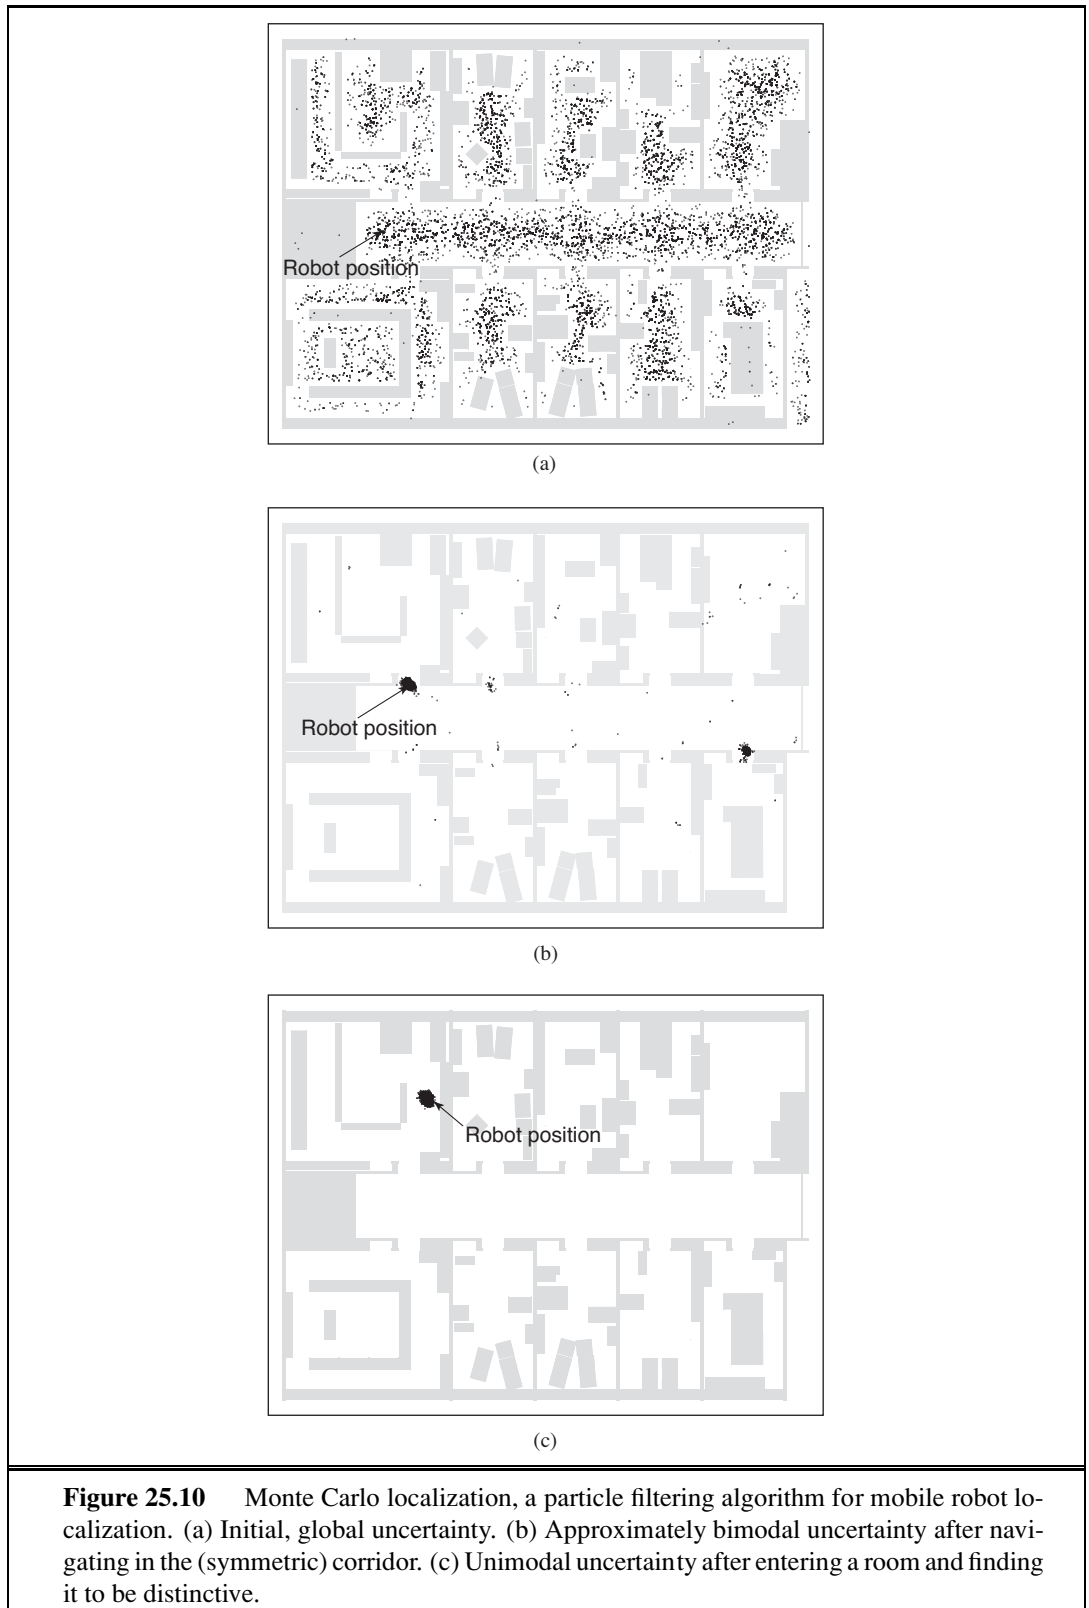 Robot position
(a)
Robot position
(b)
Robot position
(c)
Figure 25.10 Monte Carlo localization, a particle filtering algorithm for mobile robot lo-
calization. (a) Initial, global uncertainty. (b) Approximately bimodal uncertainty after navi-
gating in the (symmetric) corridor. (c) Unimodal uncertainty after entering a room and finding
it to be distinctive.